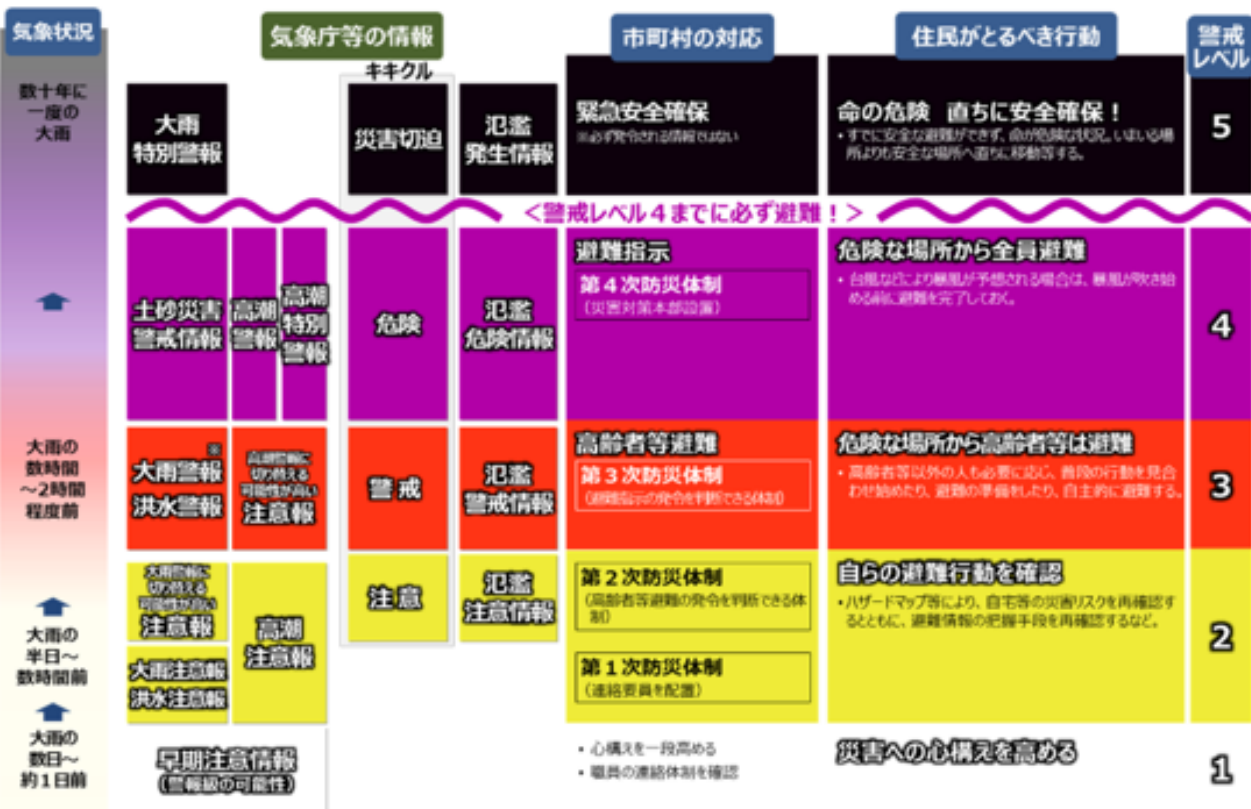 気象状況
気象庁等の情報
市町村の対応
住民がとるべき行動
警戒
レベル
キキクル
数十年に
一度の
大雨
大雨
特別警報
災害切迫
氾濫
発生情報
緊急安全確保
※必ず発令される情報ではない
命の危険 直ちに安全確保！
・すでに安全な避難ができず、命が危険な状況。いまいる場
所よりも安全な場所へ直ちに移動等する。
5
＜警戒レベル４までに必ず避難！＞
土砂災害
警戒情報
高潮
警報
高潮
特別
警報
危険
氾濫
危険情報
避難指示
第４次防災体制
（災害対策本部設置）
危険な場所から全員避難
・台風などにより暴風が予想される場合は、暴風が吹き始
める前に避難を完了しておく。
4
大雨の
数時間
～2時間
程度前
※
大雨警報
洪水警報
高潮警報に
切り替える
可能性が高い
注意報
警戒
氾濫
警戒情報
高齢者等避難
第３次防災体制
（避難指示の発令を判断できる体制）
危険な場所から高齢者等は避難
・高齢者等以外の人も必要に応じ、普段の行動を見合
わせ始めたり、避難の準備をしたり、自主的に避難する。
3
大雨の
半日～
数時間前
大雨警報に
切り替える
可能性が高い
注意報
大雨注意報
洪水注意報
高潮
注意報
注意
氾濫
注意情報
第２次防災体制
（高齢者等避難の発令を判断できる体
制）
第１次防災体制
（連絡要員を配置）
自らの避難行動を確認
・ハザードマップ等により、自宅等の災害リスクを再確認す
るとともに、避難情報の把握手段を再確認するなど。
2
大雨の
数日～
約１日前
早期注意情報
（警報級の可能性）
・心構えを一段高める
・職員の連絡体制を確認
災害への心構えを高める
1